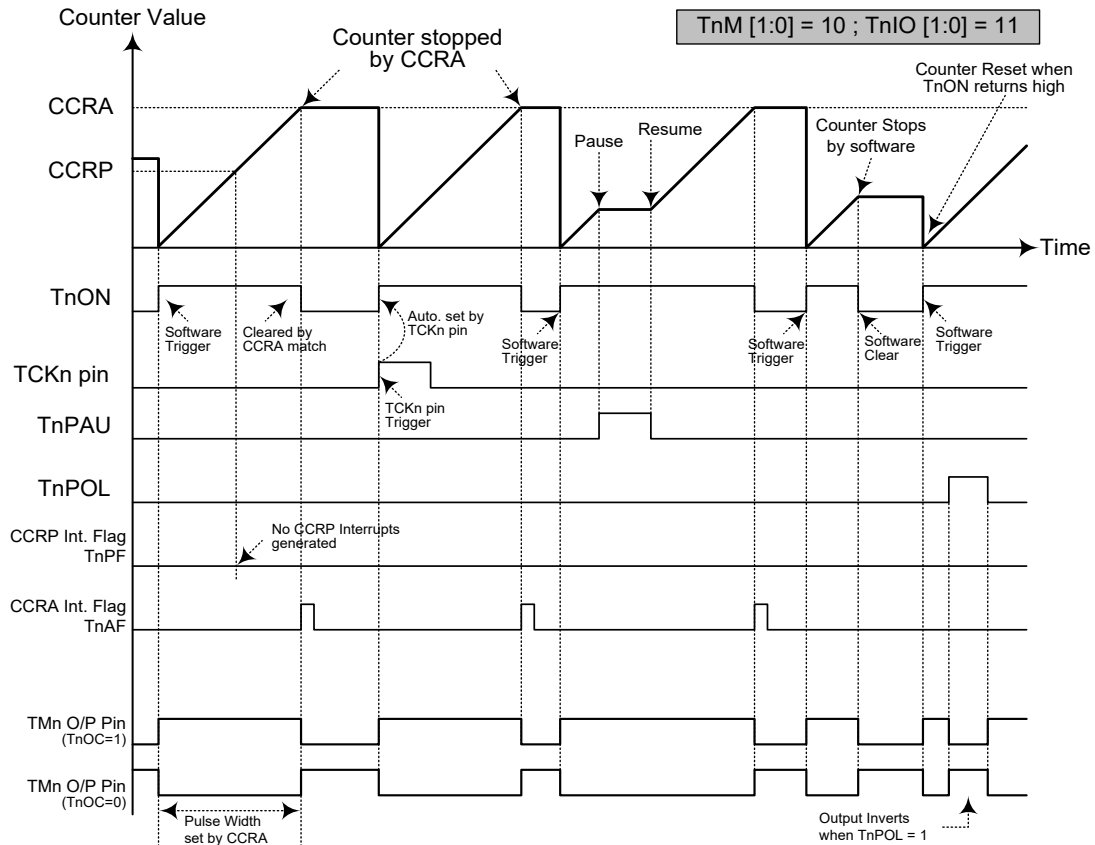 Counter Value
TnM [1:0] = 10 ; TnIO [1:0] = 11
Counter stopped
by CCRA
Counter Reset when
TnON returns high
CCRA
Pause
Resume
Counter Stops
by software
CCRP
Time
TnON
Software
Trigger
Cleared by
CCRA match
Auto. set by
TCKn pin
Software
Trigger
Software
Trigger
Software
Clear
Software
Trigger
TCKn pin
TCKn pin
Trigger
TnPAU
TnPOL
CCRP Int. Flag
TnPF
No CCRP Interrupts
generated
CCRA Int. Flag
TnAF
TMn O/P Pin
(TnOC=1)
TMn O/P Pin
(TnOC=0)
Pulse Width
set by CCRA
Output Inverts
when TnPOL = 1